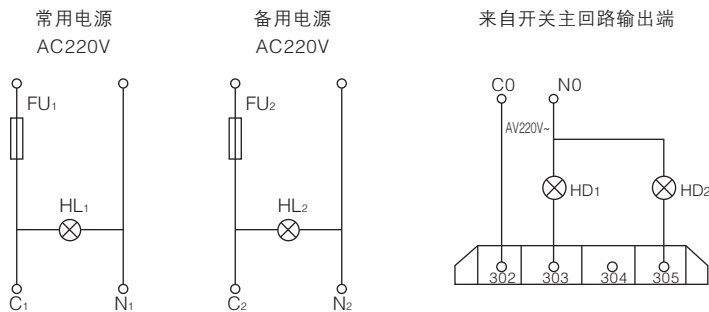 常用电源
AC220V
FU1
HL1
C1 N1
备用电源
AC220V
FU2
HL2
C2 N2
来自开关主回路输出端
C0 N0
AV220V~
HD1 HD2
302 303 304 305